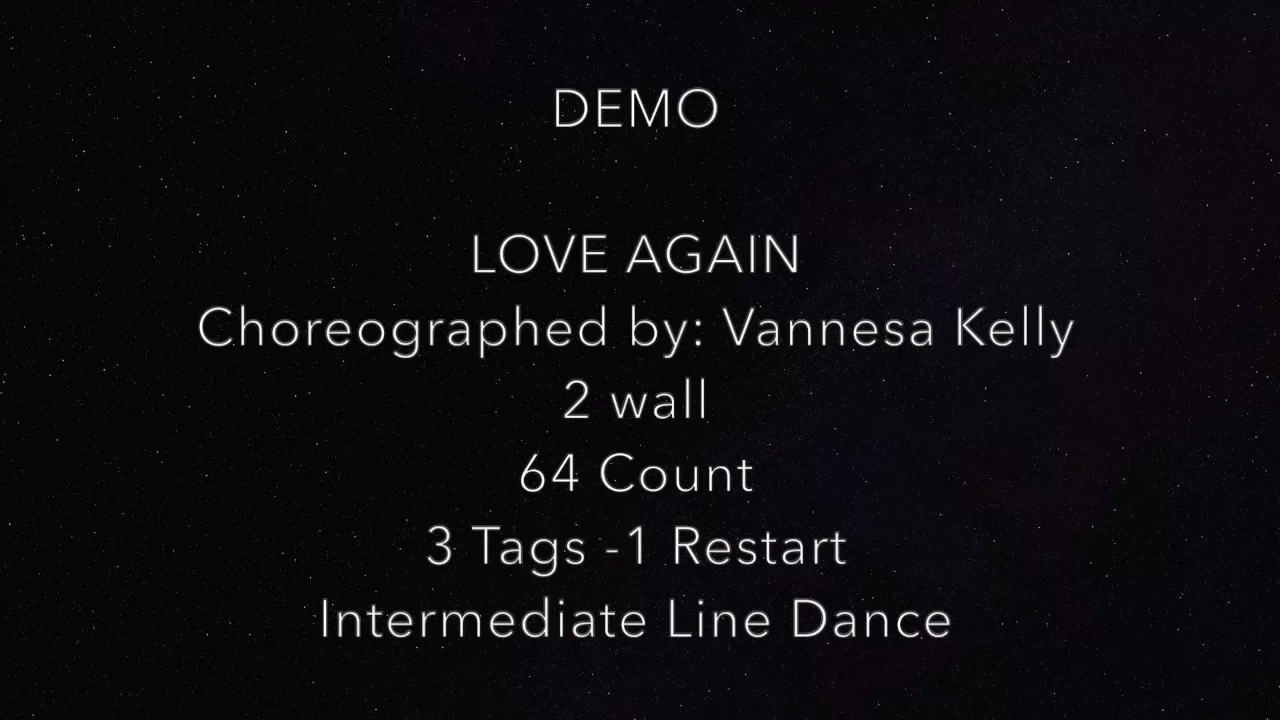 DEMO
LOVE AGAIN
Choreographed by: Vannesa Kelly
2 wall
64 Count
3 Tags -1 Restart
Intermediate Line Dance